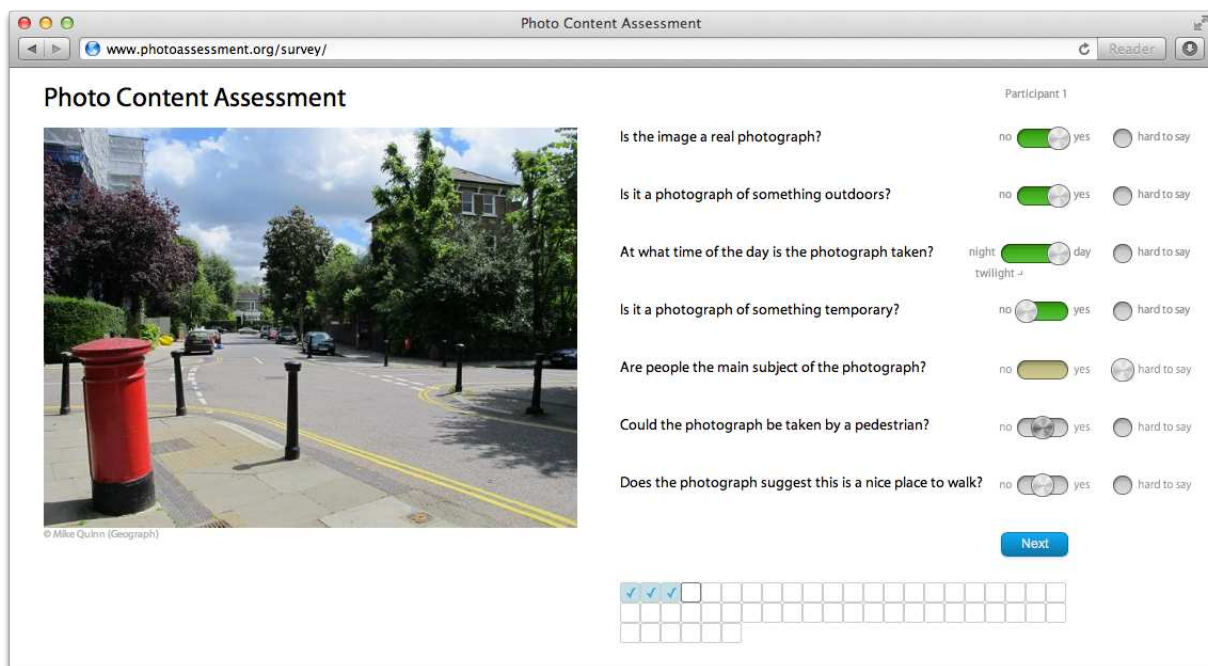 Photo Content Assessment
www.photoassessment.org/survey/
Reader
Photo Content Assessment
Participant 1
Is the image a real photograph? no yes hard to say
Is it a photograph of something outdoors? no yes hard to say
At what time of the day is the photograph taken? night day hard to say
twilight
Is it a photograph of something temporary? no yes hard to say
Are people the main subject of the photograph? no yes hard to say
Could the photograph be taken by a pedestrian? no yes hard to say
Does the photograph suggest this is a nice place to walk? no yes hard to say
© Mike Quinn (Geograph)
Next